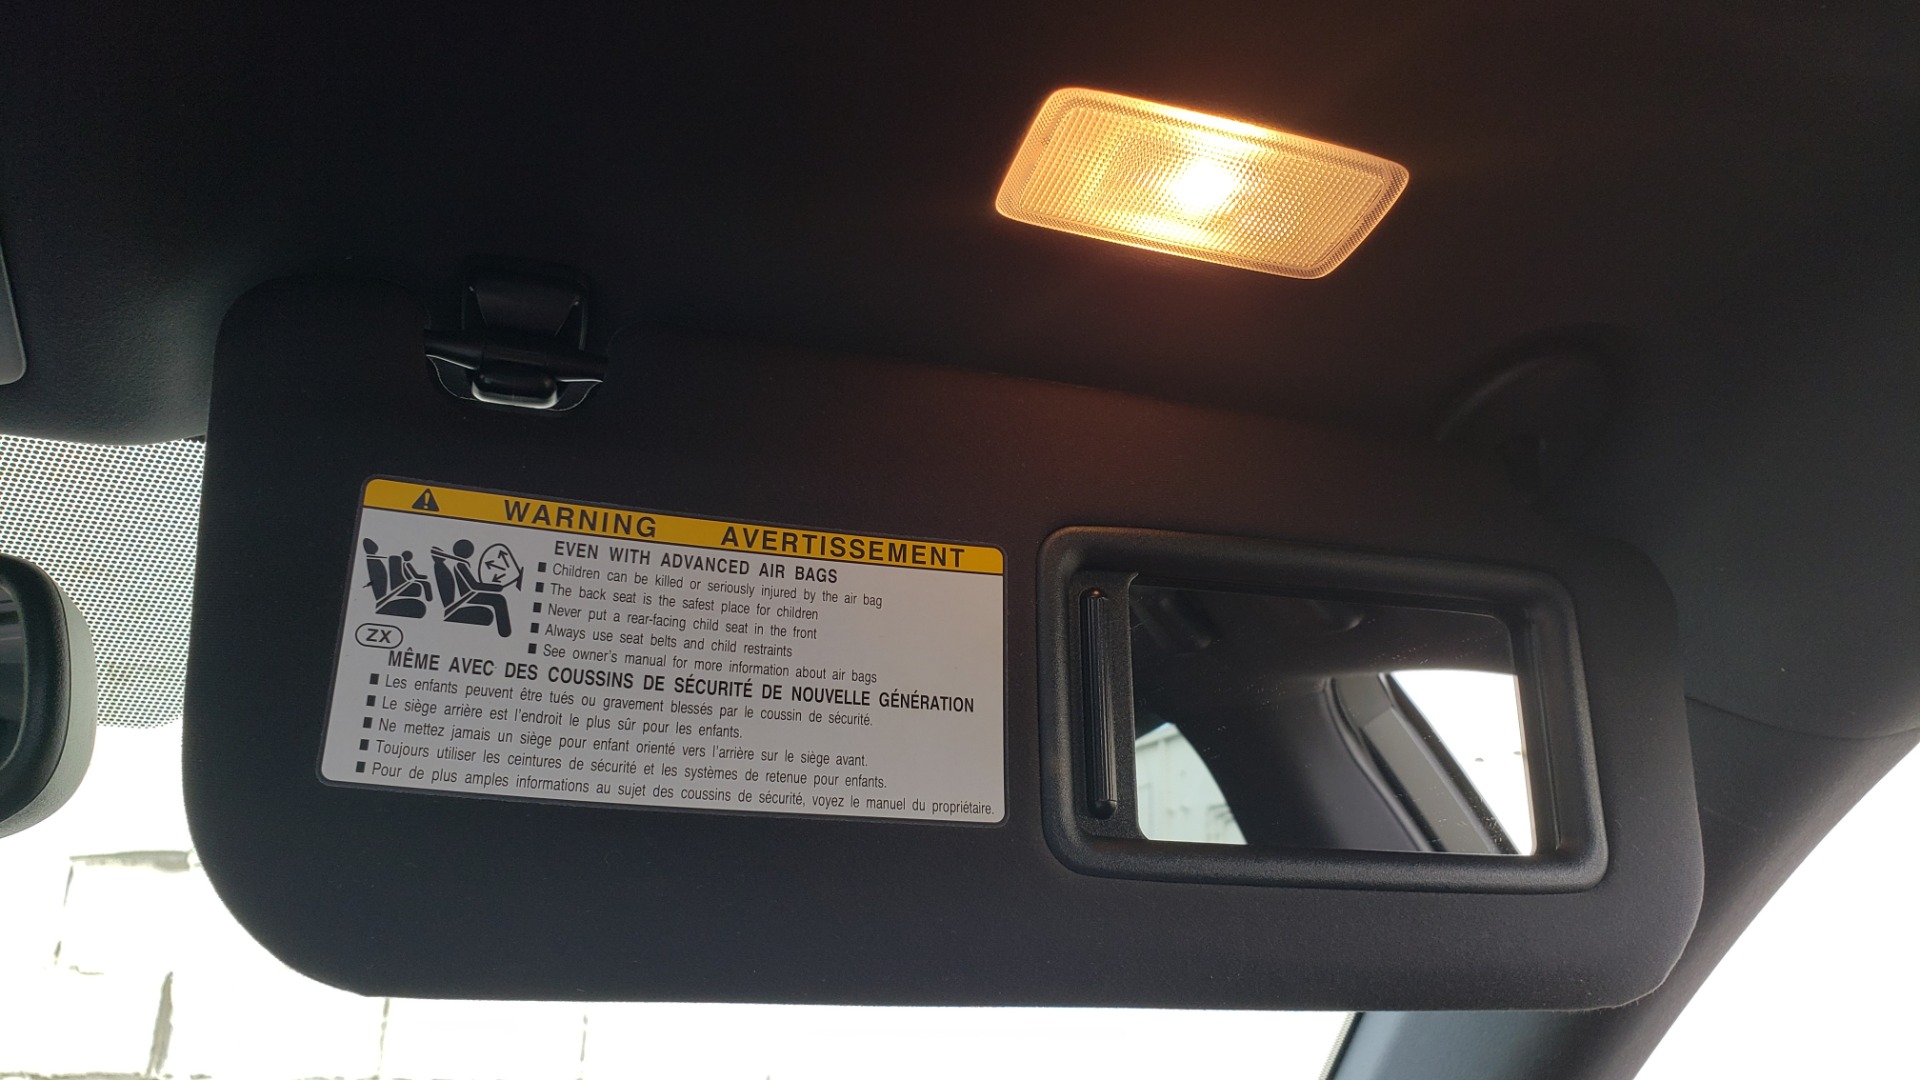 WARNING AVERTISSEMENT
EVEN WITH ADVANCED AIR BAGS
■ Children can be killed or seriously injured by the air bag
■ The back seat is the safest place for children
■ Never put a rear-facing child seat in the front
■ Always use seat belts and child restraints
■ See owner's manual for more information about air bags
ZX
MÊME AVEC DES COUSSINS DE SÉCURITÉ DE NOUVELLE GÉNÉRATION
■ Les enfants peuvent être tués ou gravement blessés par le coussin de sécurité.
■ Le siège arrière est l'endroit le plus sûr pour les enfants.
■ Ne mettez jamais un siège pour enfant orienté vers l'arrière sur le siège avant.
■ Toujours utiliser les ceintures de sécurité et les systèmes de retenue pour enfants.
■ Pour de plus amples informations au sujet des coussins de sécurité, voyez le manuel du propriétaire.